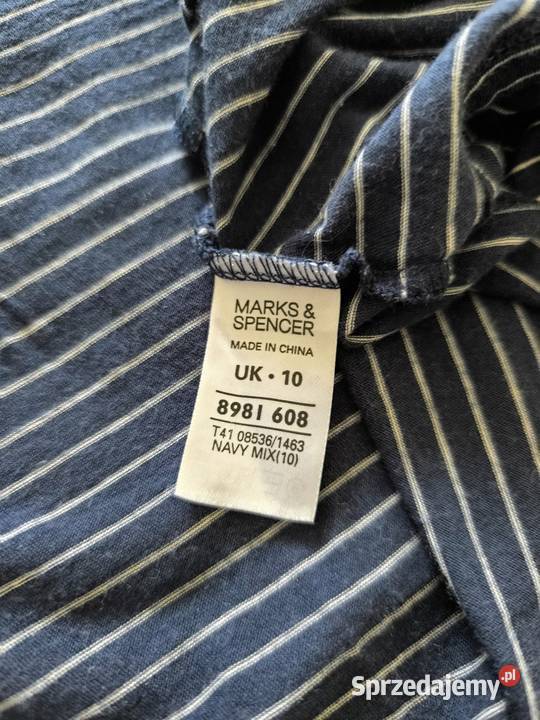 MARKS &
SPENCER
MADE IN CHINA
UK • 10
8981 608
T41 08536/1463
NAVY MIX(10)
Sprzedajemy.pl